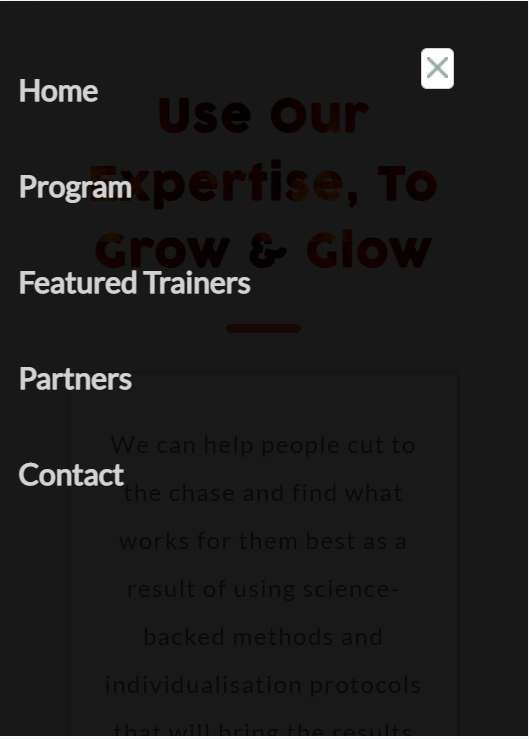 Home
Use Our
Program
Expertise, To
Grow & Glow
Featured Trainers
Partners
We can help people cut to
Contact
the chase and find what
works for them best as a
result of using science-
backed methods and
individualisation protocols
that will bring the results